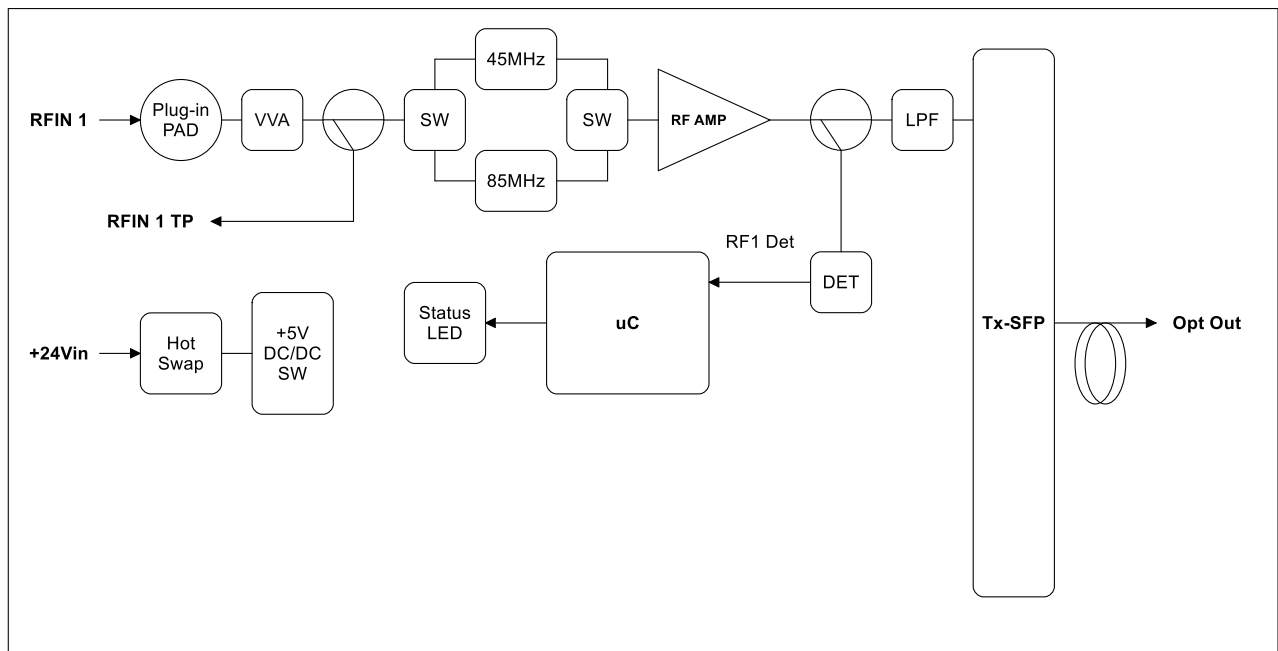 45MHz
RFIN 1
Plug-in
PAD
VVA
SW
SW
RF AMP
LPF
85MHz
RFIN 1 TP
RF1 Det
DET
Status
LED
uC
Tx-SFP
Opt Out
+24Vin
Hot
Swap
+5V
DC/DC
SW